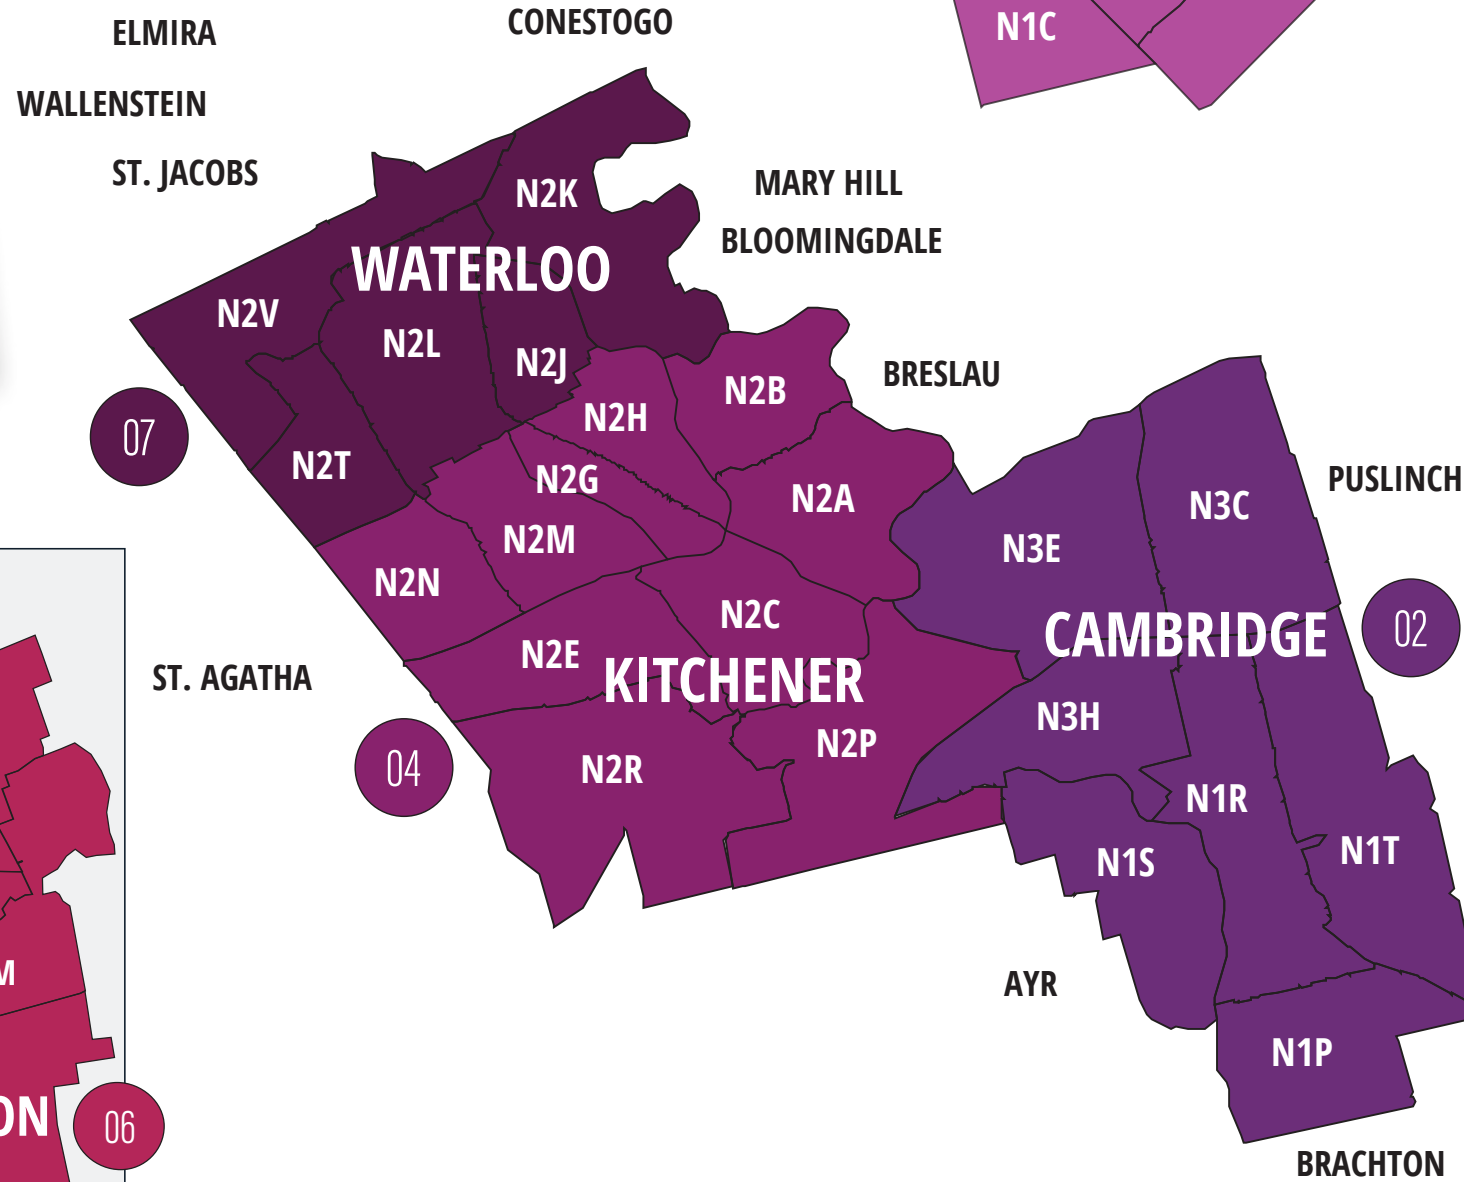 ELMIRA
CONESTOGO
N1C
WALLENSTEIN
ST. JACOBS
MARY HILL
N2K
BLOOMINGDALE
WATERLOO
N2V
N2L
N2J
N2B
BRESLAU
N2H
07
N2T
N2G
N2A
PUSLINCH
N3C
N2M
N3E
N2N
N2C
CAMBRIDGE
02
N2E
KITCHENER
ST. AGATHA
N3H
N2P
04
N2R
N1R
N1S
N1T
M
AYR
N1P
ON
06
BRACHTON